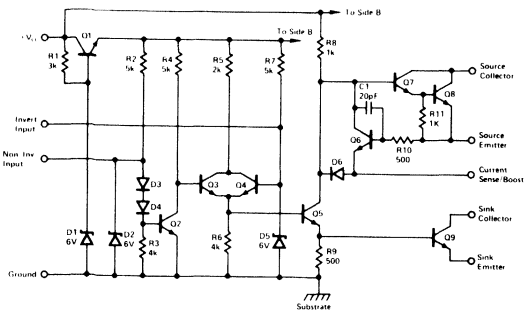 To Side B
+V
Q1
To Side B
R1
3k
R2
5k
R4
5k
R5
2k
R7
5k
R8
1k
Source
Collector
Q7
Q8
C1
20pF
R11
1K
Invert
Input
Q6
R10
500
Source
Emitter
Non Inv
Input
D6
Current
Sense/Boost
D3
D4
Q3
Q4
Q2
Q5
Sink
Collector
D1
6V
D2
6V
R3
4k
R6
4k
D5
6V
Q9
R9
500
Sink
Emitter
Ground
Substrate